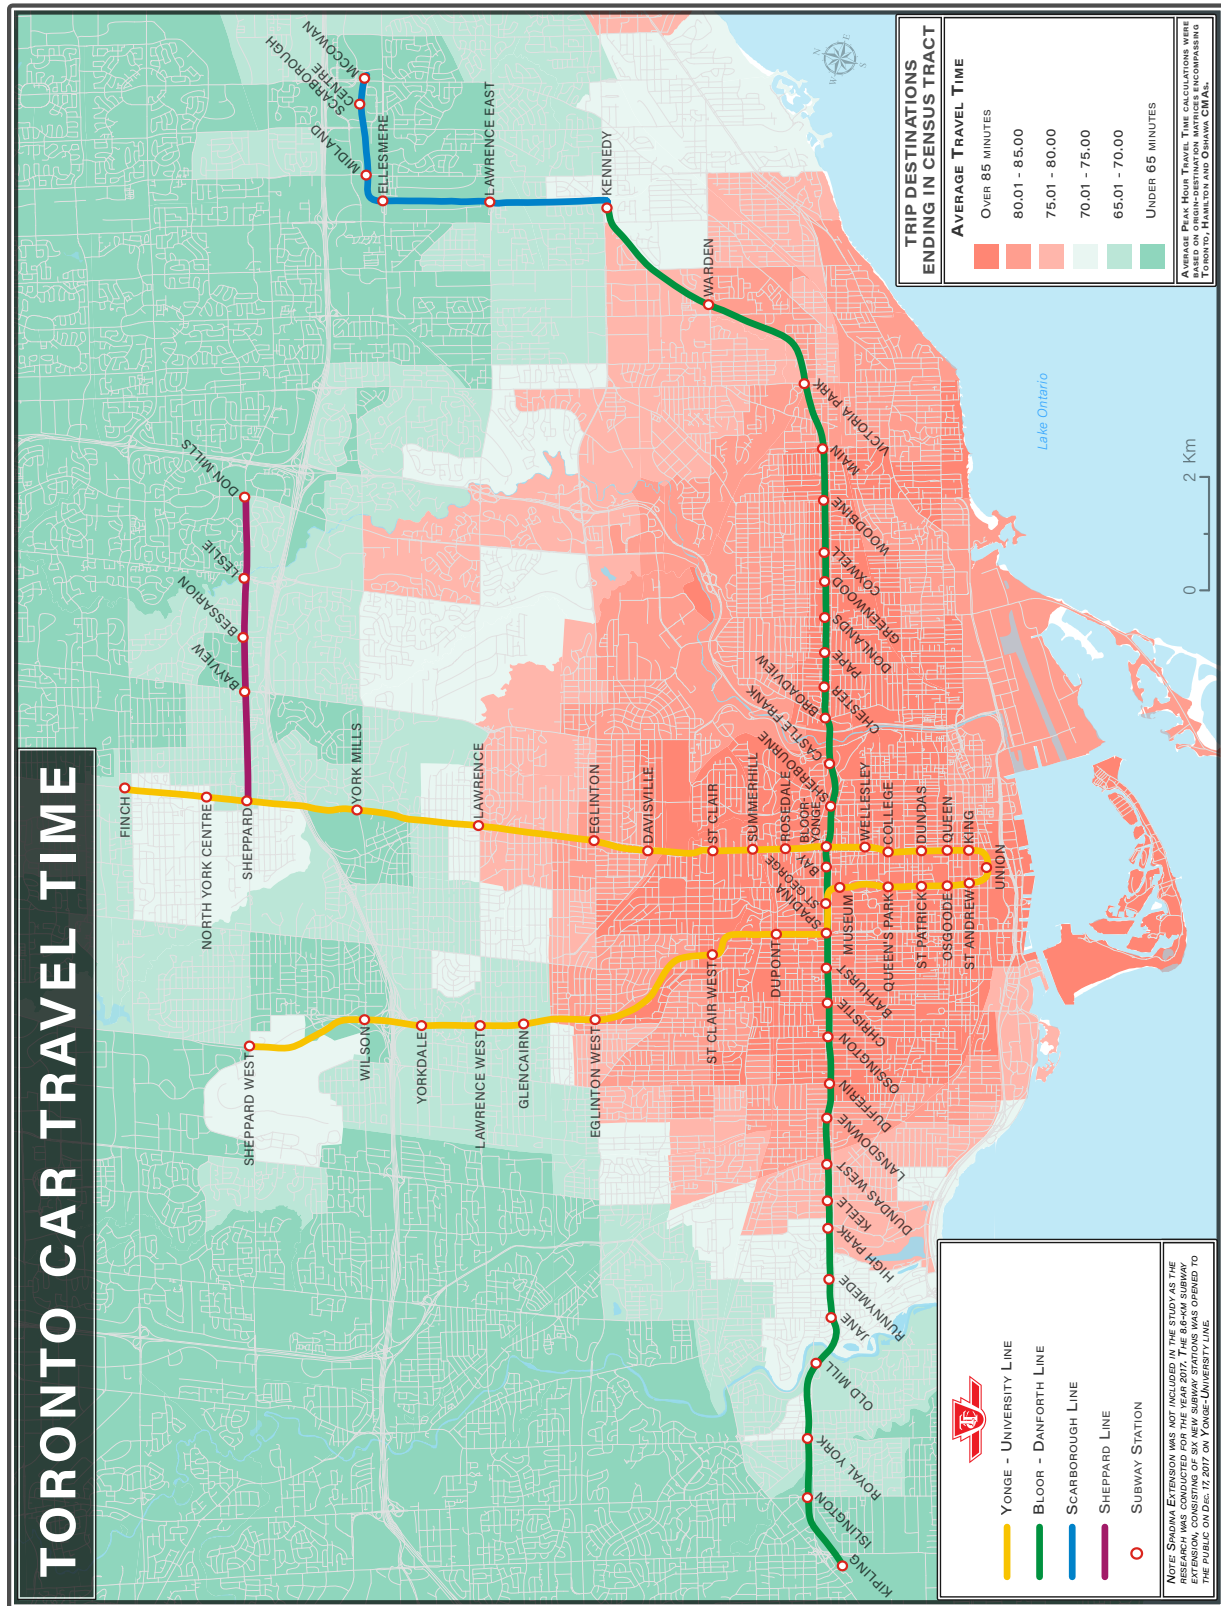 TORONTO CAR TRAVEL TIME
FINCH
NORTH YORK CENTRE
SHEPPARD
BAYVIEW
BESSARION
LESLIE
DON MILLS
YORK MILLS
LAWRENCE
EGLINTON
DAVISVILLE
ST CLAIR
SUMMERHILL
ROSEDALE
BLOOR-
YONGE
WELLESLEY
COLLEGE
DUNDAS
QUEEN
KING
UNION
ST ANDREW
OSGOODE
ST PATRICK
QUEEN'S PARK
MUSEUM
ST GEORGE
SPADINA
DUPONT
ST CLAIR WEST
EGLINTON WEST
GLENCAIRN
LAWRENCE WEST
YORKDALE
WILSON
SHEPPARD WEST
KIPLING
ISLINGTON
ROYAL YORK
OLD MILL
JANE
RUNNYMEDE
HIGH PARK
KEELE
DUNDAS WEST
LANSDOWNE
DUFFERIN
OSSINGTON
CHRISTIE
BATHURST
BAY
SHERBOURNE
CASTLE FRANK
BROADVIEW
CHESTER
PAPE
DONLANDS
GREENWOOD
COXWELL
WOODBINE
MAIN
VICTORIA PARK
WARDEN
KENNEDY
LAWRENCE EAST
ELLESMERE
MIDLAND
SCARBOROUGH
CENTRE
MCCOWAN
Lake Ontario
0 2 Km
N
E
S
W
TTC
YONGE - UNIVERSITY LINE
BLOOR - DANFORTH LINE
SCARBOROUGH LINE
SHEPPARD LINE
SUBWAY STATION
NOTE: SPADINA EXTENSION WAS NOT INCLUDED IN THE STUDY AS THE
RESEARCH WAS CONDUCTED FOR THE YEAR 2017. THE 8.6-KM SUBWAY
EXTENSION, CONSISTING OF SIX NEW SUBWAY STATIONS WAS OPENED TO
THE PUBLIC ON DEC. 17, 2017 ON YONGE-UNIVERSITY LINE.
TRIP DESTINATIONS
ENDING IN CENSUS TRACT
AVERAGE TRAVEL TIME
OVER 85 MINUTES
80.01 - 85.00
75.01 - 80.00
70.01 - 75.00
65.01 - 70.00
UNDER 65 MINUTES
AVERAGE PEAK HOUR TRAVEL TIME CALCULATIONS WERE
BASED ON ORIGIN-DESTINATION MATRICES ENCOMPASSING
TORONTO, HAMILTON AND OSHAWA CMAS.